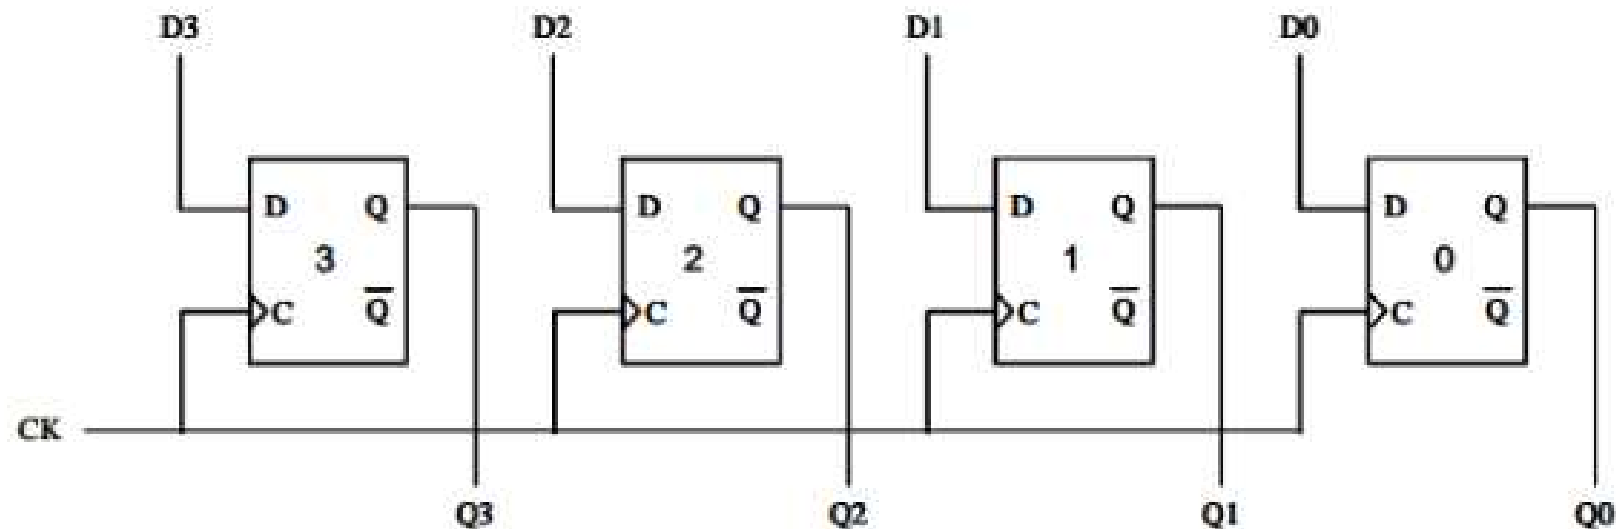 D3 D2 D1 D0
D Q D Q D Q D Q
3 2 1 0
C Q̅ C Q̅ C Q̅ C Q̅
CK
Q3 Q2 Q1 Q0